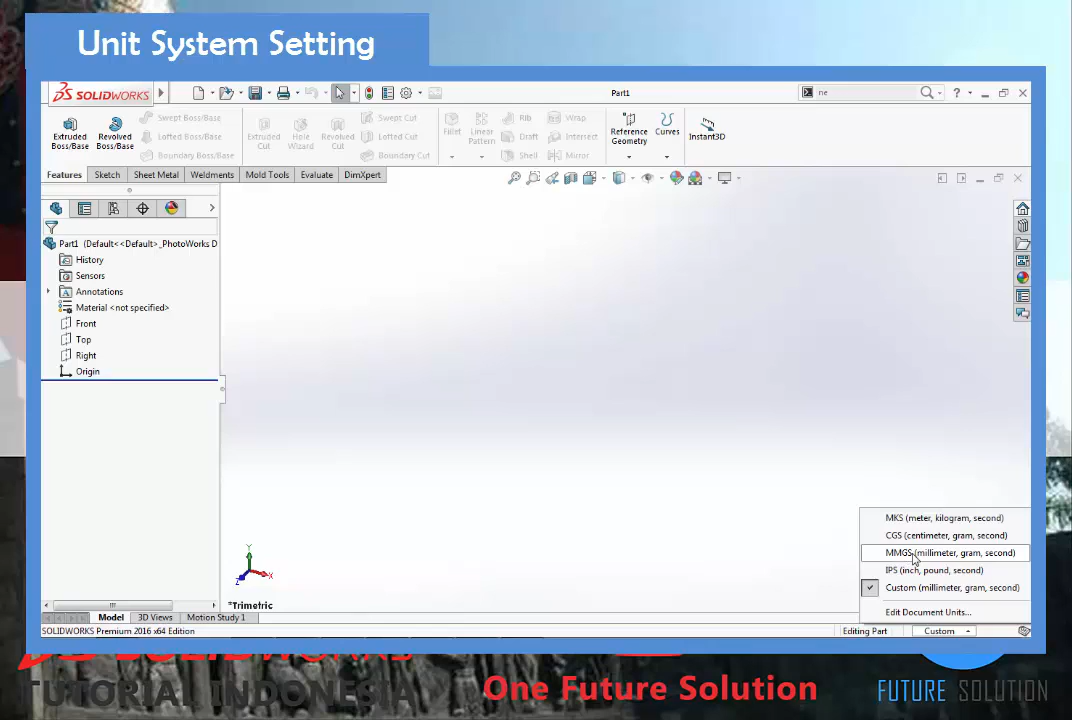 Unit System Setting
SOLIDWORKS
Part1
ne
?
Extruded Boss/Base
Revolved Boss/Base
Swept Boss/Base
Lofted Boss/Base
Boundary Boss/Base
Extruded Cut
Hole Wizard
Revolved Cut
Swept Cut
Lofted Cut
Boundary Cut
Fillet
Linear Pattern
Rib
Draft
Shell
Wrap
Intersect
Mirror
Reference Geometry
Curves
Instant3D
Features Sketch Sheet Metal Weldments Mold Tools Evaluate DimXpert
Part1 (Default<<Default>_PhotoWorks D
History
Sensors
Annotations
Material <not specified>
Front
Top
Right
Origin
Y
X
Z
*Trimetric
MKS (meter, kilogram, second)
CGS (centimeter, gram, second)
MMGS (millimeter, gram, second)
IPS (inch, pound, second)
Custom (millimeter, gram, second)
Edit Document Units...
Model 3D Views Motion Study 1
SOLIDWORKS Premium 2016 x64 Edition
Editing Part
Custom
TUTORIAL INDONESIA
One Future Solution
FUTURE SOLUTION